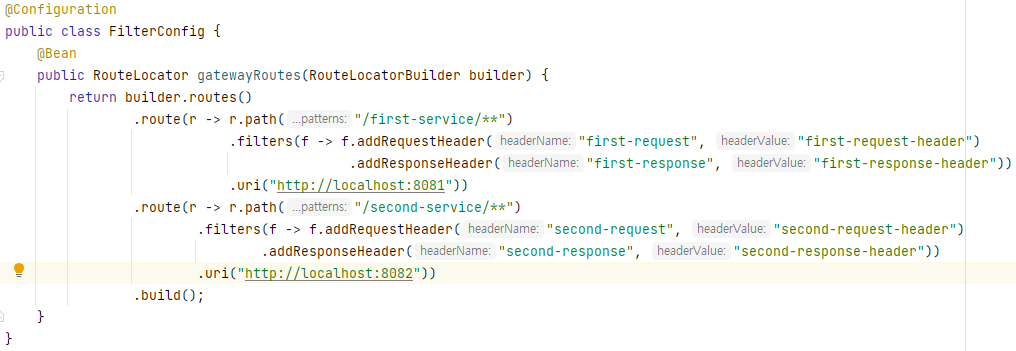 @Configuration
public class FilterConfig {
@Bean
public RouteLocator gatewayRoutes(RouteLocatorBuilder builder) {
return builder.routes()
.route(r -> r.path( ...patterns: "/first-service/**")
.filters(f -> f.addRequestHeader( headerName: "first-request", headerValue: "first-request-header")
.addResponseHeader( headerName: "first-response", headerValue: "first-response-header"))
.uri("http://localhost:8081"))
.route(r -> r.path( ...patterns: "/second-service/**")
.filters(f -> f.addRequestHeader( headerName: "second-request", headerValue: "second-request-header")
.addResponseHeader( headerName: "second-response", headerValue: "second-response-header"))
.uri("http://localhost:8082"))
.build();
}
}